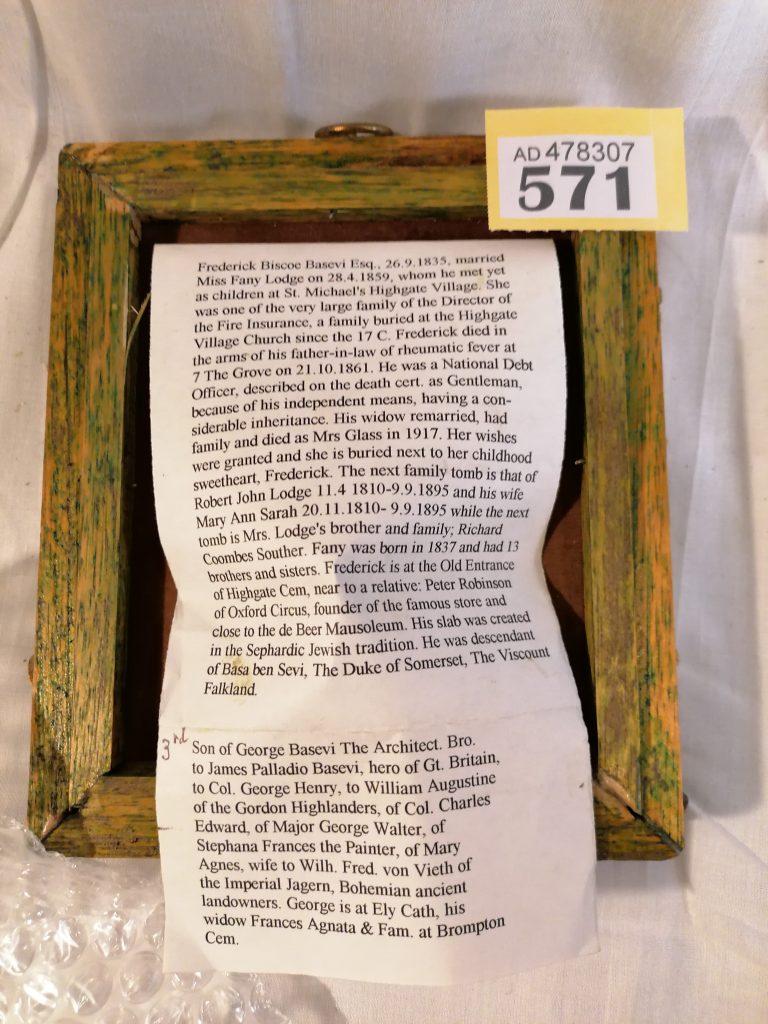 AD 478307
571
Frederick Biscoe Basevi Esq., 26.9.1835, married
Miss Fany Lodge on 28.4.1859, whom he met yet
as children at St. Michael's Highgate Village. She
was one of the very large family of the Director of
the Fire Insurance, a family buried at the Highgate
Village Church since the 17 C. Frederick died in
the arms of his father-in-law of rheumatic fever at
7 The Grove on 21.10.1861. He was a National Debt
Officer, described on the death cert. as Gentleman,
because of his independent means, having a con-
siderable inheritance. His widow remarried, had
family and died as Mrs Glass in 1917. Her wishes
were granted and she is buried next to her childhood
sweetheart, Frederick. The next family tomb is that of
Robert John Lodge 11.4 1810-9.9.1895 and his wife
Mary Ann Sarah 20.11.1810- 9.9.1895 while the next
tomb is Mrs. Lodge's brother and family; Richard
Coombes Souther. Fany was born in 1837 and had 13
brothers and sisters. Frederick is at the Old Entrance
of Highgate Cem, near to a relative: Peter Robinson
of Oxford Circus, founder of the famous store and
close to the de Beer Mausoleum. His slab was created
in the Sephardic Jewish tradition. He was descendant
of Basa ben Sevi, The Duke of Somerset, The Viscount
Falkland.
3rd Son of George Basevi The Architect. Bro.
to James Palladio Basevi, hero of Gt. Britain,
to Col. George Henry, to William Augustine
of the Gordon Highlanders, of Col. Charles
Edward, of Major George Walter, of
Stephana Frances the Painter, of Mary
Agnes, wife to Wilh. Fred. von Vieth of
the Imperial Jagern, Bohemian ancient
landowners. George is at Ely Cath, his
widow Frances Agnata & Fam. at Brompton
Cem.